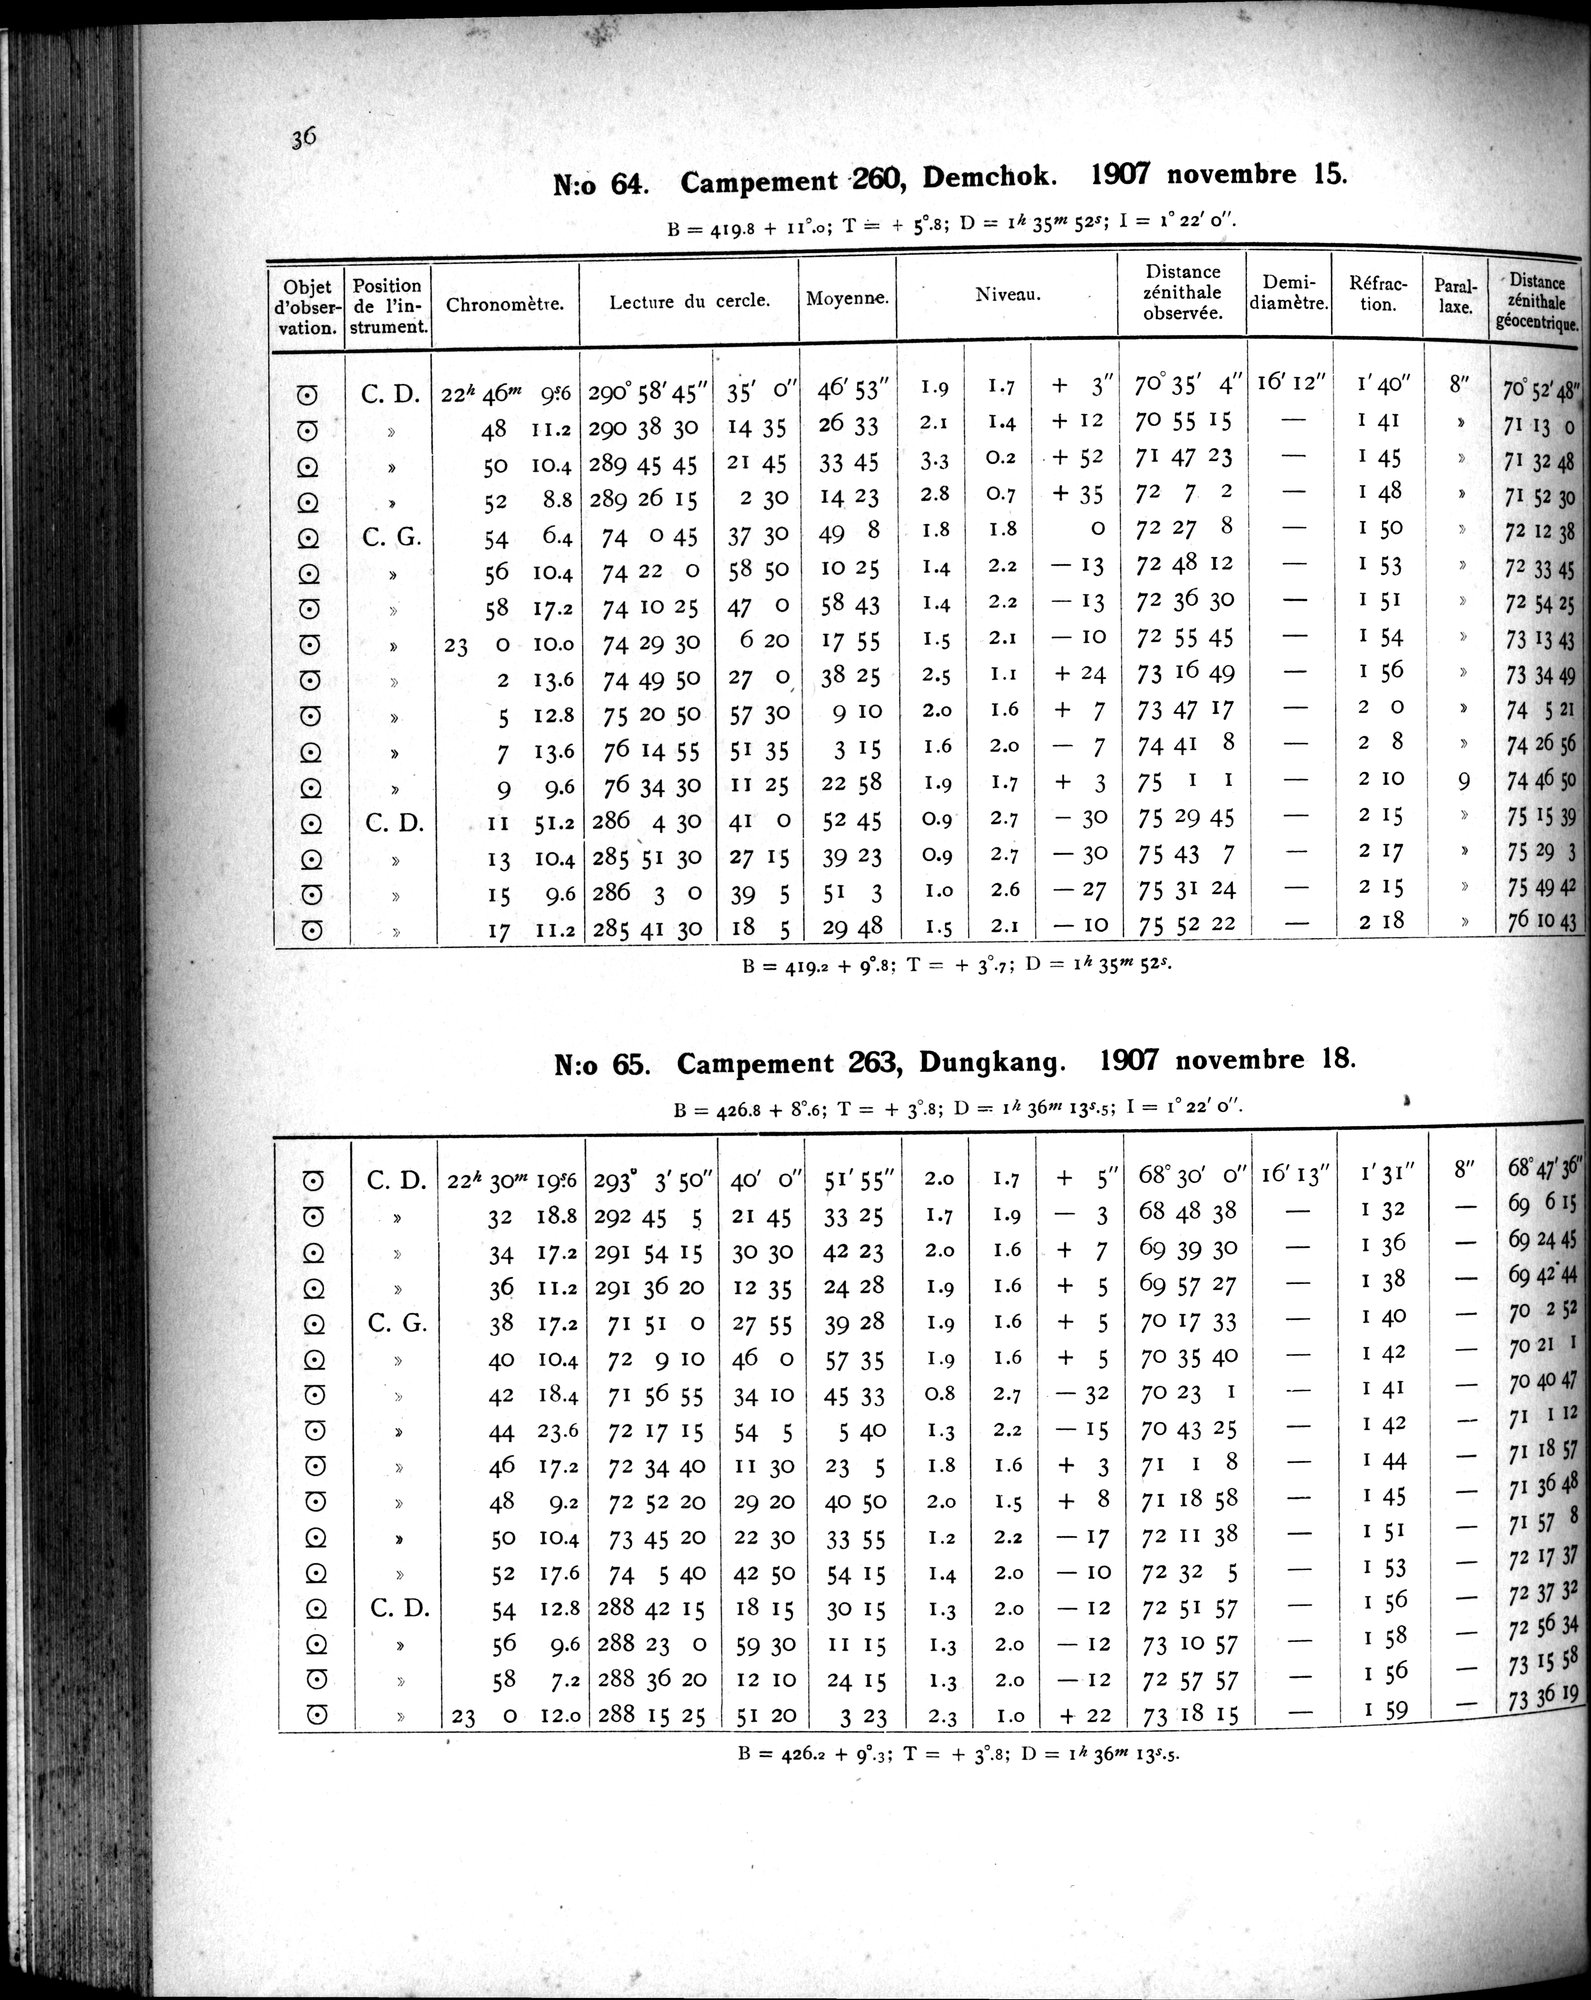 36
N:o 64. Campement 260, Demchok. 1907 novembre 15.
B = 419.8 + 11°.0; T = + 5°.8; D = 1h 35m 52s; I = 1° 22′ 0″.
Objet d'observation. Position de l'instrument. Chronomètre. Lecture du cercle. Moyenne. Niveau. Distance zénithale observée. Demi-diamètre. Réfraction. Parallaxe. Distance zénithale géocentrique.
C. D. 22h 46m 9s.6 290° 58′ 45″ 35′ 0″ 46′ 53″ 1.9 1.7 + 3″ 70° 35′ 4″ 16′ 12″ 1′ 40″ 8″ 70° 52′ 48″
» 48 11.2 290 38 30 14 35 26 33 2.1 1.4 + 12 70 55 15 — 1 41 » 71 13 0
» 50 10.4 289 45 45 21 45 33 45 3.3 0.2 + 52 71 47 23 — 1 45 » 71 32 48
» 52 8.8 289 26 15 2 30 14 23 2.8 0.7 + 35 72 7 2 — 1 48 » 71 52 30
C. G. 54 6.4 74 0 45 37 30 49 8 1.8 1.8 0 72 27 8 — 1 50 » 72 12 38
» 56 10.4 74 22 0 58 50 10 25 1.4 2.2 — 13 72 48 12 — 1 53 » 72 33 45
» 58 17.2 74 10 25 47 0 58 43 1.4 2.2 — 13 72 36 30 — 1 51 » 72 54 25
» 23 0 10.0 74 29 30 6 20 17 55 1.5 2.1 — 10 72 55 45 — 1 54 » 73 13 43
» 2 13.6 74 49 50 27 0 38 25 2.5 1.1 + 24 73 16 49 — 1 56 » 73 34 49
» 5 12.8 75 20 50 57 30 9 10 2.0 1.6 + 7 73 47 17 — 2 0 » 74 5 21
» 7 13.6 76 14 55 51 35 3 15 1.6 2.0 — 7 74 41 8 — 2 8 » 74 26 56
» 9 9.6 76 34 30 11 25 22 58 1.9 1.7 + 3 75 1 1 — 2 10 9 74 46 50
C. D. 11 51.2 286 4 30 41 0 52 45 0.9 2.7 — 30 75 29 45 — 2 15 » 75 15 39
» 13 10.4 285 51 30 27 15 39 23 0.9 2.7 — 30 75 43 7 — 2 17 » 75 29 3
» 15 9.6 286 3 0 39 5 51 3 1.0 2.6 — 27 75 31 24 — 2 15 » 75 49 42
» 17 11.2 285 41 30 18 5 29 48 1.5 2.1 — 10 75 52 22 — 2 18 » 76 10 43
B = 419.2 + 9°.8; T = + 3°.7; D = 1h 35m 52s.
N:o 65. Campement 263, Dungkang. 1907 novembre 18.
B = 426.8 + 8°.6; T = + 3°.8; D = 1h 36m 13s.5; I = 1° 22′ 0″.
C. D. 22h 30m 19s.6 293° 3′ 50″ 40′ 0″ 51′ 55″ 2.0 1.7 + 5″ 68° 30′ 0″ 16′ 13″ 1′ 31″ 8″ 68° 47′ 36″
» 32 18.8 292 45 5 21 45 33 25 1.7 1.9 — 3 68 48 38 — 1 32 — 69 6 15
» 34 17.2 291 54 15 30 30 42 23 2.0 1.6 + 7 69 39 30 — 1 36 — 69 24 45
» 36 11.2 291 36 20 12 35 24 28 1.9 1.6 + 5 69 57 27 — 1 38 — 69 42 44
C. G. 38 17.2 71 51 0 27 55 39 28 1.9 1.6 + 5 70 17 33 — 1 40 — 70 2 52
» 40 10.4 72 9 10 46 0 57 35 1.9 1.6 + 5 70 35 40 — 1 42 — 70 21 1
» 42 18.4 71 56 55 34 10 45 33 0.8 2.7 — 32 70 23 1 — 1 41 — 70 40 47
» 44 23.6 72 17 15 54 5 5 40 1.3 2.2 — 15 70 43 25 — 1 42 — 71 1 12
» 46 17.2 72 34 40 11 30 23 5 1.8 1.6 + 3 71 1 8 — 1 44 — 71 18 57
» 48 9.2 72 52 20 29 20 40 50 2.0 1.5 + 8 71 18 58 — 1 45 — 71 36 48
» 50 10.4 73 45 20 22 30 33 55 1.2 2.2 — 17 72 11 38 — 1 51 — 71 57 8
» 52 17.6 74 5 40 42 50 54 15 1.4 2.0 — 10 72 32 5 — 1 53 — 72 17 37
C. D. 54 12.8 288 42 15 18 15 30 15 1.3 2.0 — 12 72 51 57 — 1 56 — 72 37 32
» 56 9.6 288 23 0 59 30 11 15 1.3 2.0 — 12 73 10 57 — 1 58 — 72 56 34
» 58 7.2 288 36 20 12 10 24 15 1.3 2.0 — 12 72 57 57 — 1 56 — 73 15 58
» 23 0 12.0 288 15 25 51 20 3 23 2.3 1.0 + 22 73 18 15 — 1 59 — 73 36 19
B = 426.2 + 9°.3; T = + 3°.8; D = 1h 36m 13s.5.